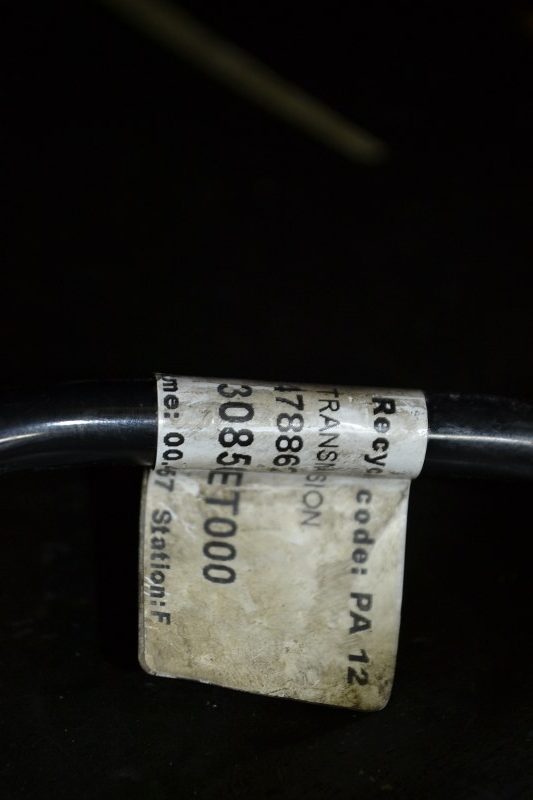 Recyc code: PA 12
TRANSMISSION
47886
3085ET000
me: 00:57 Station:F